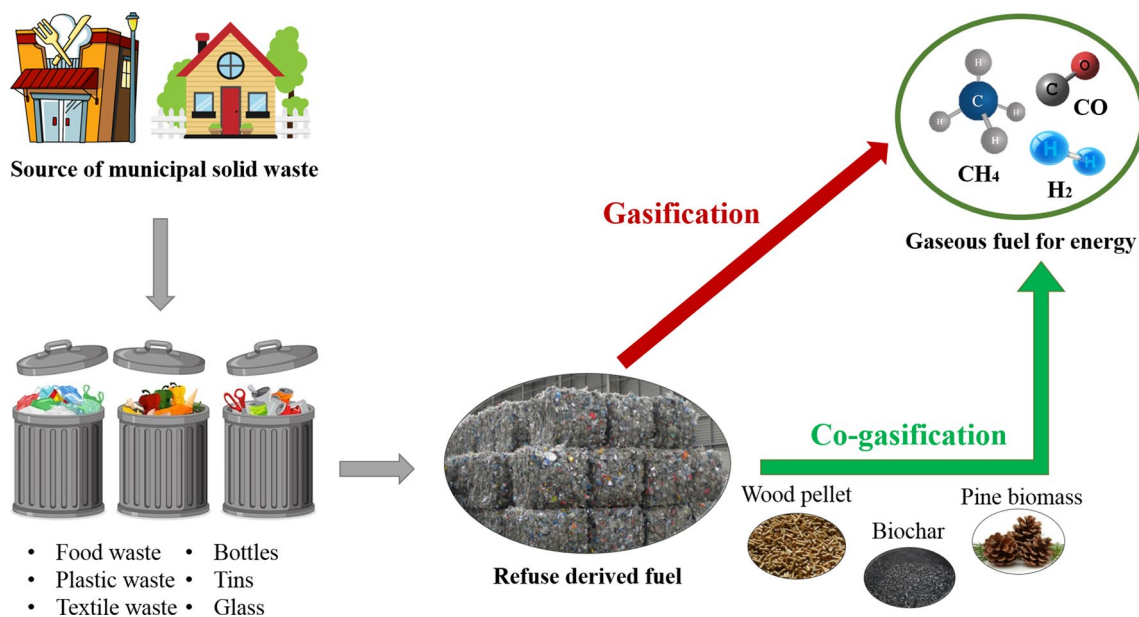 Source of municipal solid waste
• Food waste
• Plastic waste
• Textile waste
• Bottles
• Tins
• Glass
Refuse derived fuel
Gasification
Co-gasification
Wood pellet
Biochar
Pine biomass
H
C
H
H
H
CH₄
C
O
CO
H
H
H₂
Gaseous fuel for energy